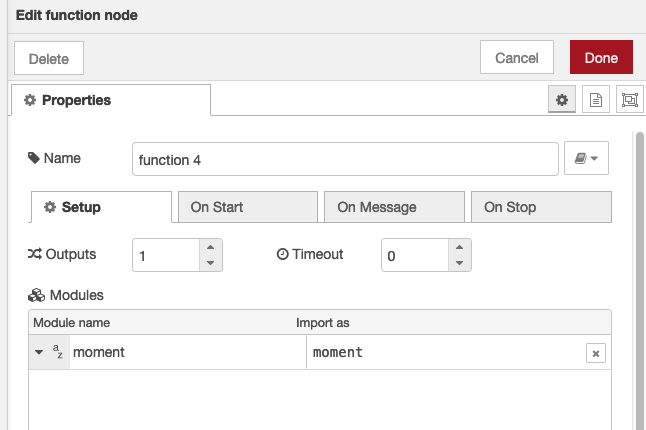 Edit function node
Delete
Cancel
Done
Properties
Name
function 4
Setup
On Start
On Message
On Stop
Outputs
1
Timeout
0
Modules
Module name
Import as
az
moment
moment
x